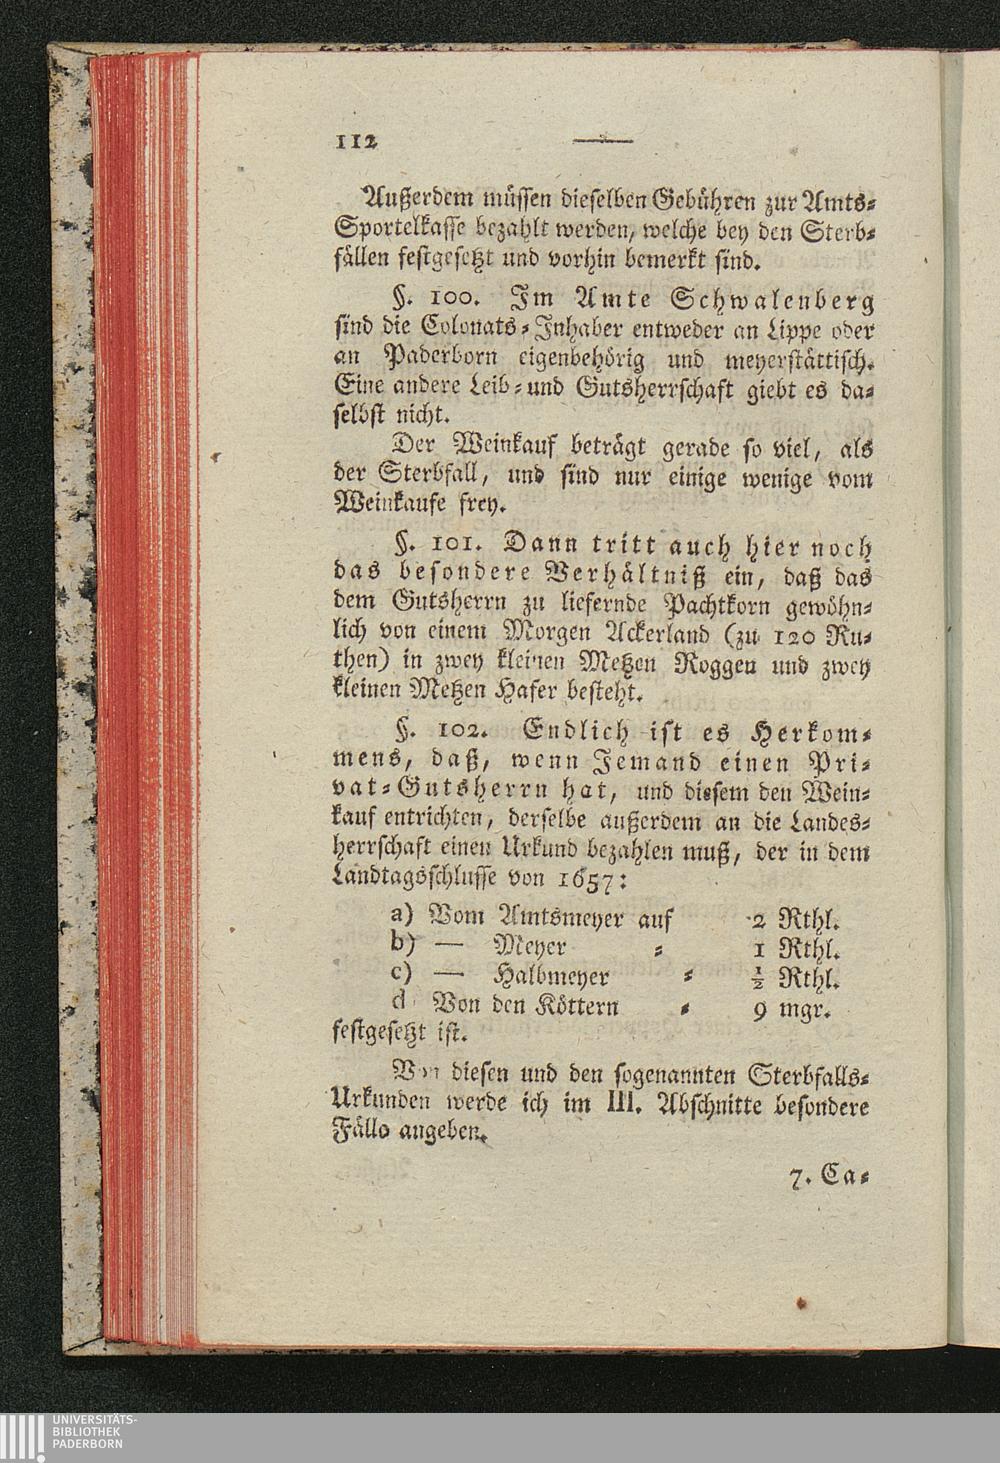 112
Außerdem müssen dieselben Gebühren zur Amts-
Sportelkasse bezahlt werden, welche bey den Sterb-
fällen festgesetzt und vorhin bemerkt sind.
§. 100. Im Amte Schwalenberg
sind die Colonats-Inhaber entweder an Lippe oder
an Paderborn eigenbehörig und meyerstättisch.
Eine andere Leib- und Gutsherrschaft giebt es da-
selbst nicht.
Der Weinkauf beträgt gerade so viel, als
der Sterbfall, und sind nur einige wenige vom
Weinkaufe frey.
§. 101. Dann tritt auch hier noch
das besondere Verhältniß ein, daß das
dem Gutsherrn zu liefernde Pachtkorn gewöhn-
lich von einem Morgen Ackerland (zu 120 Ru-
then) in zwey kleinen Metzen Roggen und zwey
kleinen Metzen Hafer besteht.
§. 102. Endlich ist es Herkom-
mens, daß, wenn Jemand einen Pri-
vat-Gutsherrn hat, und diesem den Wein-
kauf entrichten, derselbe außerdem an die Landes-
herrschaft einen Urkund bezahlen muß, der in dem
Landtagsschlusse von 1657:
a) Vom Amtsmeyer auf 2 Rthl.
b) — Meyer - 1 Rthl.
c) — Halbmeyer - ½ Rthl.
d Von den Köttern - 9 mgr.
festgesetzt ist.
Von diesen und den sogenannten Sterbfalls-
Urkunden werde ich im III. Abschnitte besondere
Fälle angeben.
7. Ca-
UNIVERSITÄTS-
BIBLIOTHEK
PADERBORN